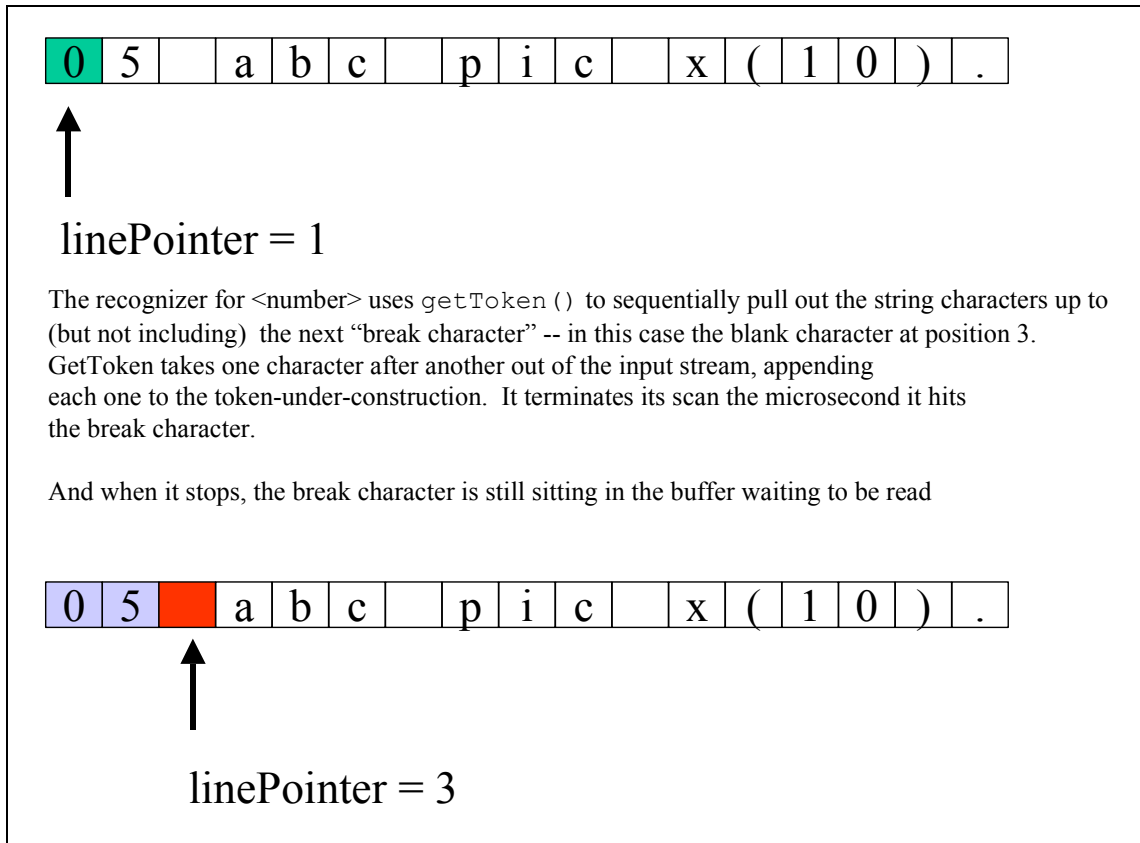 0 5 a b c p i c x ( 1 0 ) .
linePointer = 1
The recognizer for <number> uses getToken() to sequentially pull out the string characters up to
(but not including) the next “break character” -- in this case the blank character at position 3.
GetToken takes one character after another out of the input stream, appending
each one to the token-under-construction. It terminates its scan the microsecond it hits
the break character.
And when it stops, the break character is still sitting in the buffer waiting to be read
0 5 a b c p i c x ( 1 0 ) .
linePointer = 3